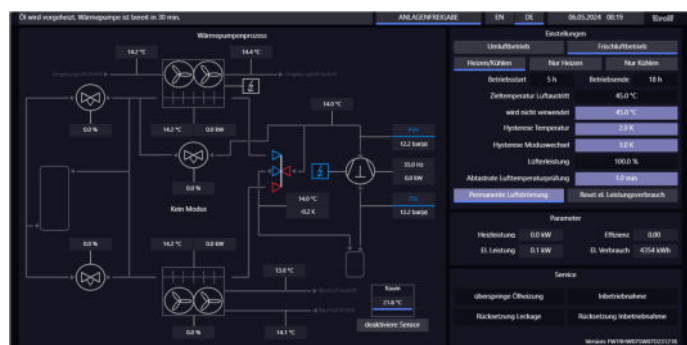 Öl wird vorgeheizt. Wärmepumpe ist bereit in 30 min.
ANLAGENFREIGABE
EN
DE
06.05.2024 08:19
Kroll
Wärmepumpenprozess
14.2 °C
14.4 °C
0.0 %
14.2 °C
0.0 kW
14.0 °C
0.0 %
12.2 bar(a)
35.0 Hz
0.0 kW
14.0 °C
-0.2 K
12.2 bar(a)
Kein Modus
0.0 %
14.2 °C
0.0 kW
13.8 °C
0.0 %
14.1 °C
Raum
21.8 °C
deaktiviere Sensor
Einstellungen
Umluftbetrieb
Frischluftbetrieb
Heizen/Kühlen
Nur Heizen
Nur Kühlen
Betriebsstart
5 h
Betriebsende
18 h
Zieltemperatur Luftaustritt
45.0 °C
wird nicht verwendet
45.0 °C
Hysterese Temperatur
2.0 K
Hysterese Moduswechsel
3.0 K
Lüfterleistung
100.0 %
Abtastrate Lufttemperaturprüfung
1.0 min
Permanente Luftströmung
Reset el. Leistungsverbrauch
Parameter
Heizleistung
0.0 kW
Effizienz
0.00
El. Leistung
0.1 kW
El. Verbrauch
4354 kWh
Service
überspringe Ölheizung
Inbetriebnahme
Rücksetzung Leckage
Rücksetzung Inbetriebnahme